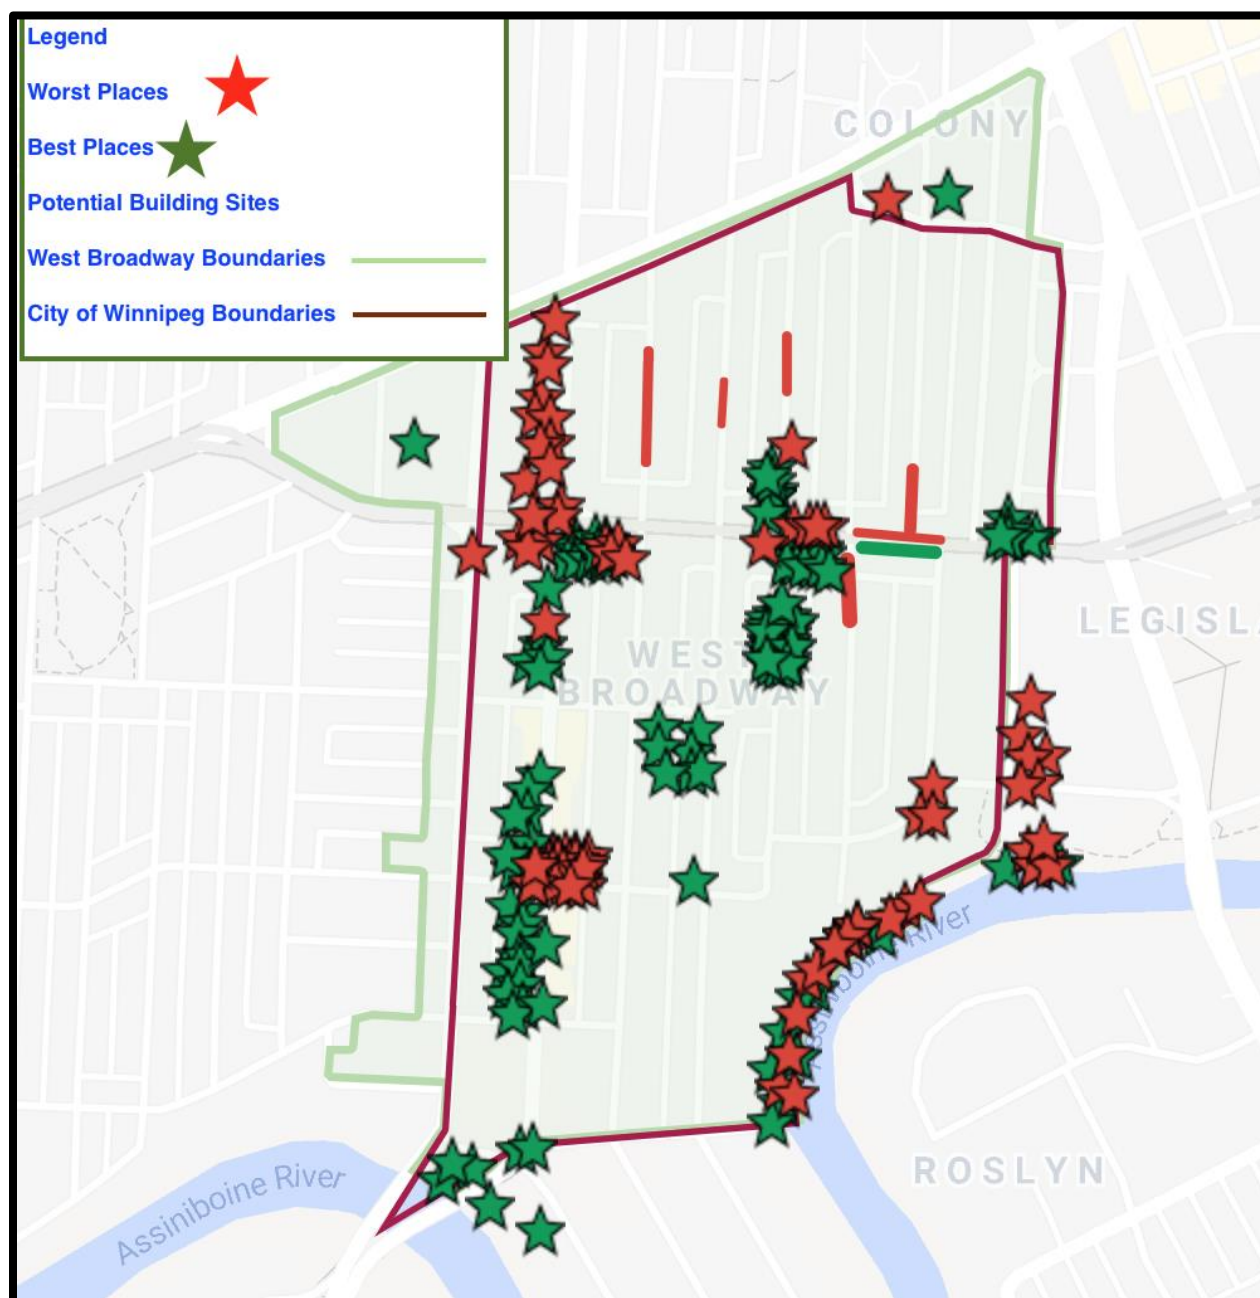 Legend
Worst Places
Best Places
Potential Building Sites
West Broadway Boundaries
City of Winnipeg Boundaries
COLONY
LEGISLA
WEST
BROADWAY
Assiniboine River
ROSLYN
Assiniboine River